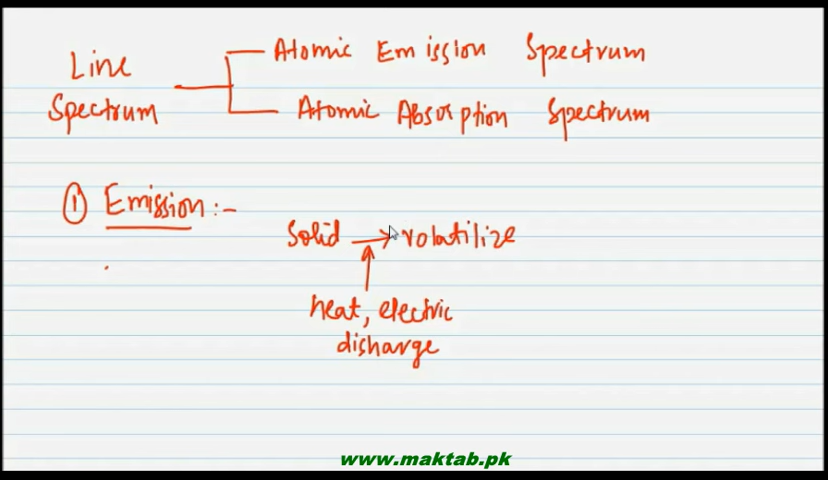 Line
Spectrum
Atomic Emission Spectrum
Atomic Absorption Spectrum
① Emission :-
Solid → volatilize
heat, electric
discharge
www.maktab.pk